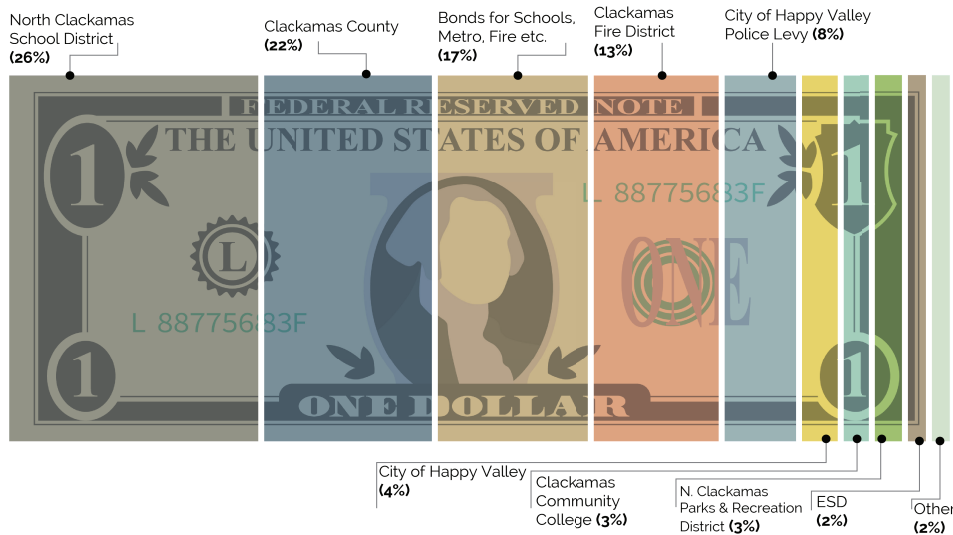 North Clackamas
School District
(26%)
Clackamas County
(22%)
Bonds for Schools,
Metro, Fire etc.
(17%)
Clackamas
Fire District
(13%)
City of Happy Valley
Police Levy (8%)
FEDERAL RESERVED NOTE
THE UNITED STATES OF AMERICA
1
1
L 88775683F
L
ONE
L 88775683F
1
1
ONE DOLLAR
City of Happy Valley
(4%)
Clackamas
Community
College (3%)
N. Clackamas
Parks & Recreation
District (3%)
ESD
(2%)
Other
(2%)